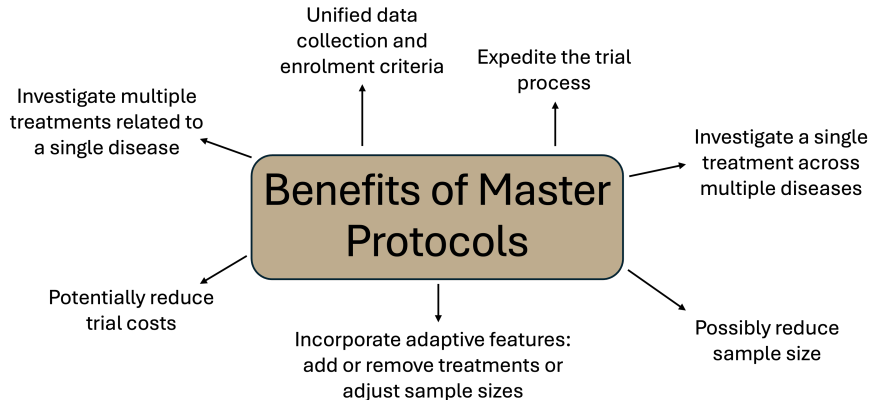 Unified data
collection and
enrolment criteria
Expedite the trial
process
Investigate multiple
treatments related to
a single disease
Investigate a single
treatment across
multiple diseases
Benefits of Master
Protocols
Potentially reduce
trial costs
Incorporate adaptive features:
add or remove treatments or
adjust sample sizes
Possibly reduce
sample size